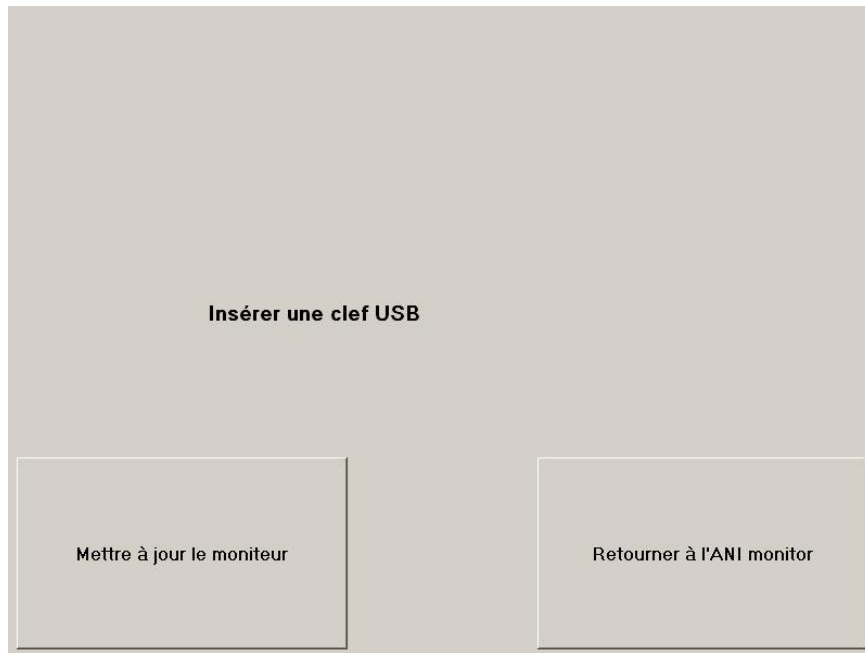 Insérer une clef USB
Mettre à jour le moniteur
Retourner à l'ANI monitor